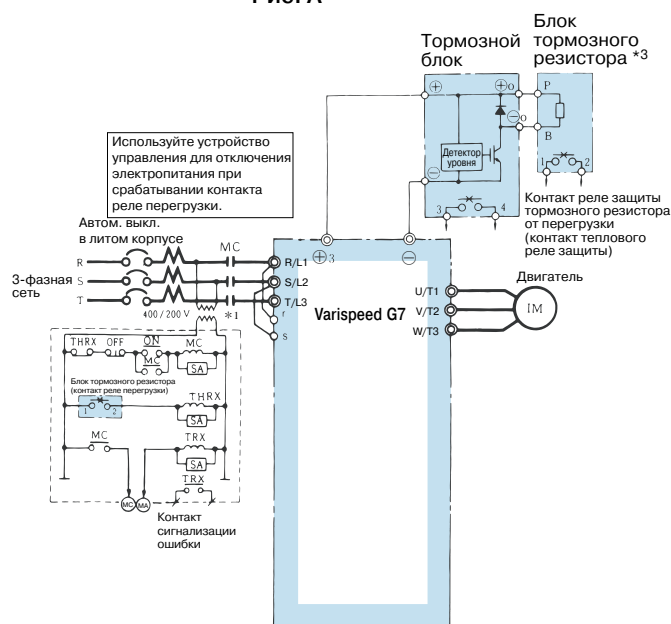 Блок
тормозного
резистора *3
Тормозной
блок
P
B
1
2
Детектор
уровня
3
4
Используйте устройство
управления для отключения
электропитания при
срабатывании контакта
реле перегрузки.
Контакт реле защиты
тормозного резистора
от перегрузки
(контакт теплового
реле защиты)
Автом. выкл.
в литом корпусе
MC
3-фазная
сеть
R
S
T
400 / 200 V
*1
R/L1
S/L2
T/L3
r
s
⊕3
⊖
Varispeed G7
U/T1
V/T2
W/T3
Двигатель
IM
THRX
OFF
ON
MC
MC
SA
Блок тормозного резистора
(контакт реле перегрузки)
1
2
THRX
SA
MC
TRX
SA
TRX
MC
MA
Контакт
сигнализации
ошибки